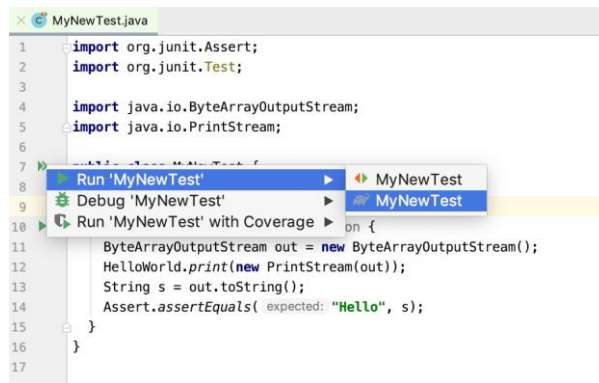 MyNewTest.java
1 import org.junit.Assert;
2 import org.junit.Test;
3
4 import java.io.ByteArrayOutputStream;
5 import java.io.PrintStream;
6
7
8 Run 'MyNewTest' MyNewTest
9 Debug 'MyNewTest' MyNewTest
10 Run 'MyNewTest' with Coverage on {
11 ByteArrayOutputStream out = new ByteArrayOutputStream();
12 HelloWorld.print(new PrintStream(out));
13 String s = out.toString();
14 Assert.assertEquals( expected: "Hello", s);
15 }
16 }
17